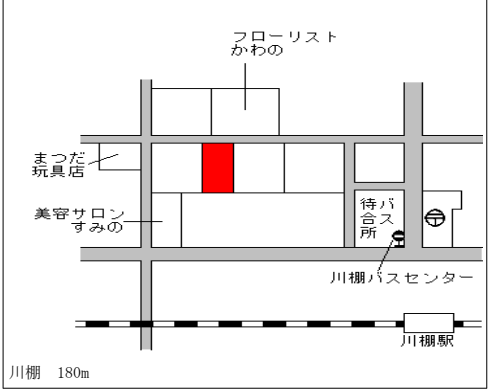 フローリスト
かわの
まつだ
玩具店
美容サロン
すみの
待バ
合ス
所
川棚バスセンター
川棚駅
川棚　180m